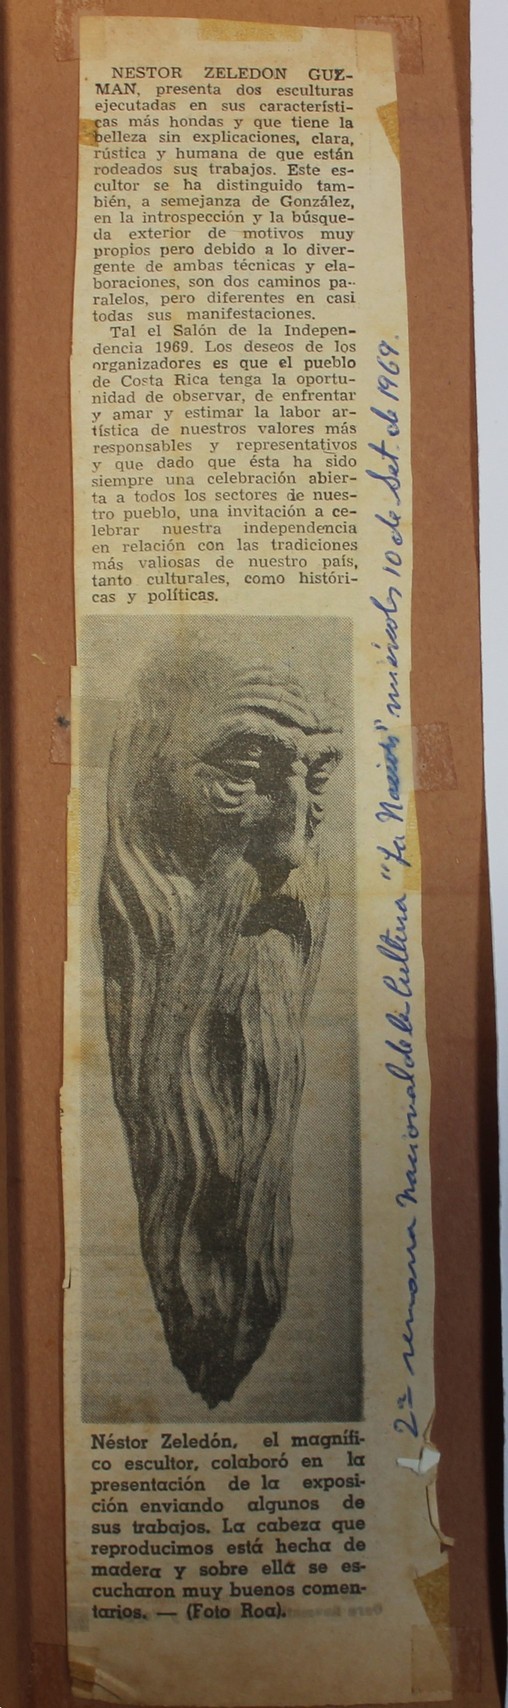 NESTOR ZELEDON GUZ-
MAN, presenta dos esculturas
ejecutadas en sus característi-
cas más hondas y que tiene la
belleza sin explicaciones, clara,
rústica y humana de que están
rodeados sus trabajos. Este es-
cultor se ha distinguido tam-
bién, a semejanza de González,
en la introspección y la búsque-
da exterior de motivos muy
propios pero debido a lo diver-
gente de ambas técnicas y ela-
boraciones, son dos caminos pa-
ralelos, pero diferentes en casi
todas sus manifestaciones.
Tal el Salón de la Indepen-
dencia 1969. Los deseos de los
organizadores es que el pueblo
de Costa Rica tenga la oportu-
nidad de observar, de enfrentar
y amar y estimar la labor ar-
tística de nuestros valores más
responsables y representativos
y que dado que ésta ha sido
siempre una celebración abier-
ta a todos los sectores de nues-
tro pueblo, una invitación a ce-
lebrar nuestra independencia
en relación con las tradiciones
más valiosas de nuestro país,
tanto culturales, como históri-
cas y políticas.
Néstor Zeledón, el magnífi-
co escultor, colaboró en la
presentación de la exposi-
ción enviando algunos de
sus trabajos. La cabeza que
reproducimos está hecha de
madera y sobre ella se es-
cucharon muy buenos comen-
tarios. — (Foto Roa).
2ª semana Nacional de la Cultura "La Nación" miércoles 10 de Set. de 1969.